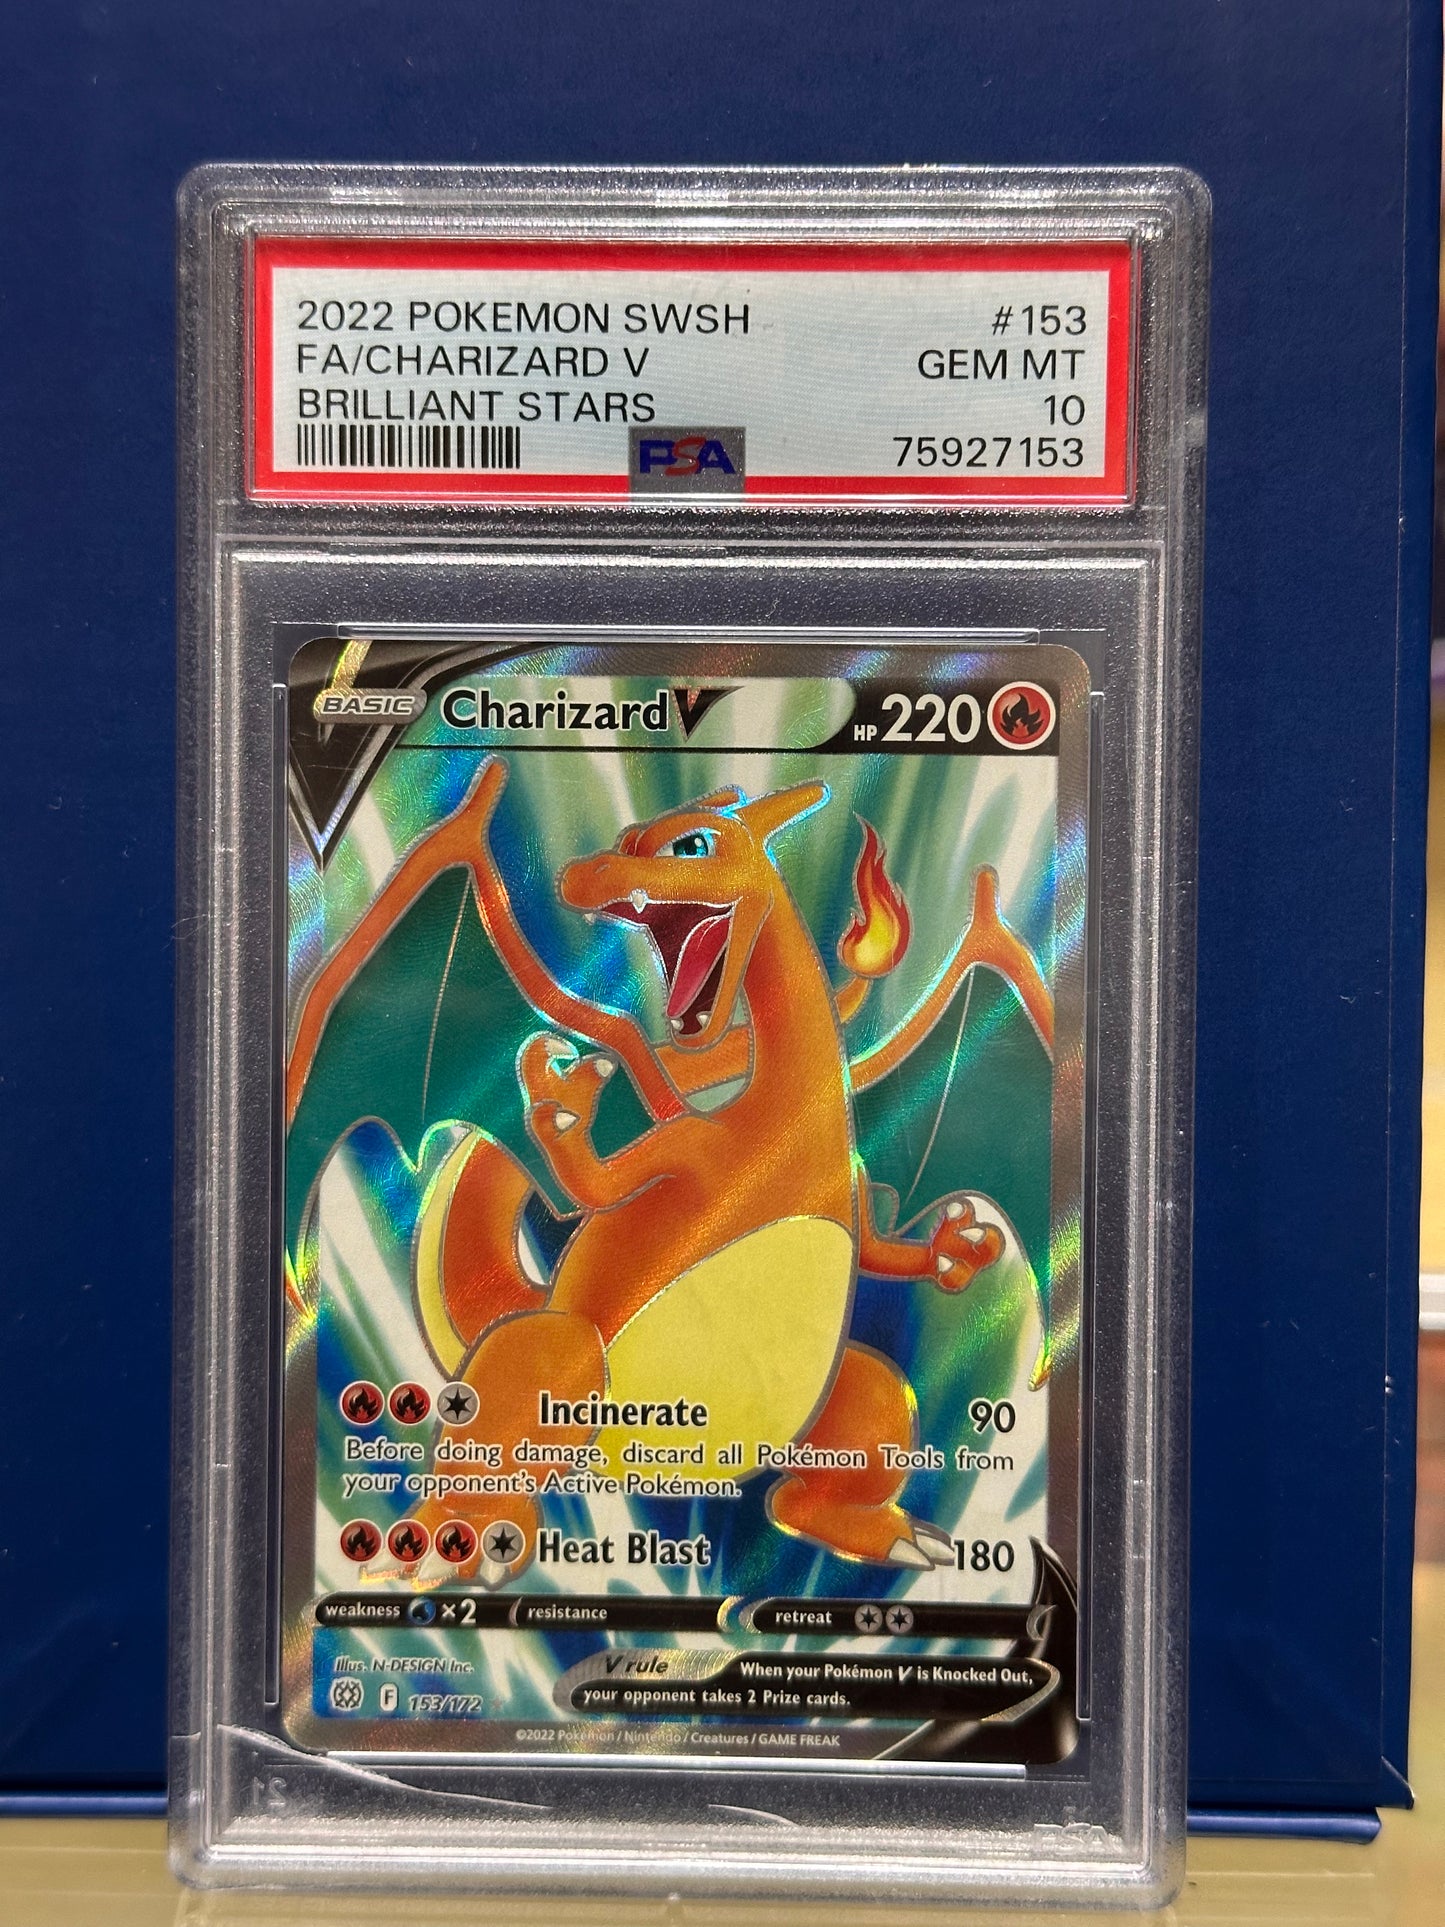 2022 POKEMON SWSH #153
FA/CHARIZARD V GEM MT
BRILLIANT STARS 10
PSA 75927153
BASIC Charizard V HP 220
Incinerate 90
Before doing damage, discard all Pokémon Tools from
your opponent's Active Pokémon.
Heat Blast 180
weakness ×2 resistance retreat
Illus. N-DESIGN Inc.
V rule When your Pokémon V is Knocked Out,
your opponent takes 2 Prize cards.
F 153/172
©2022 Pokémon / Nintendo / Creatures / GAME FREAK
21 PSA